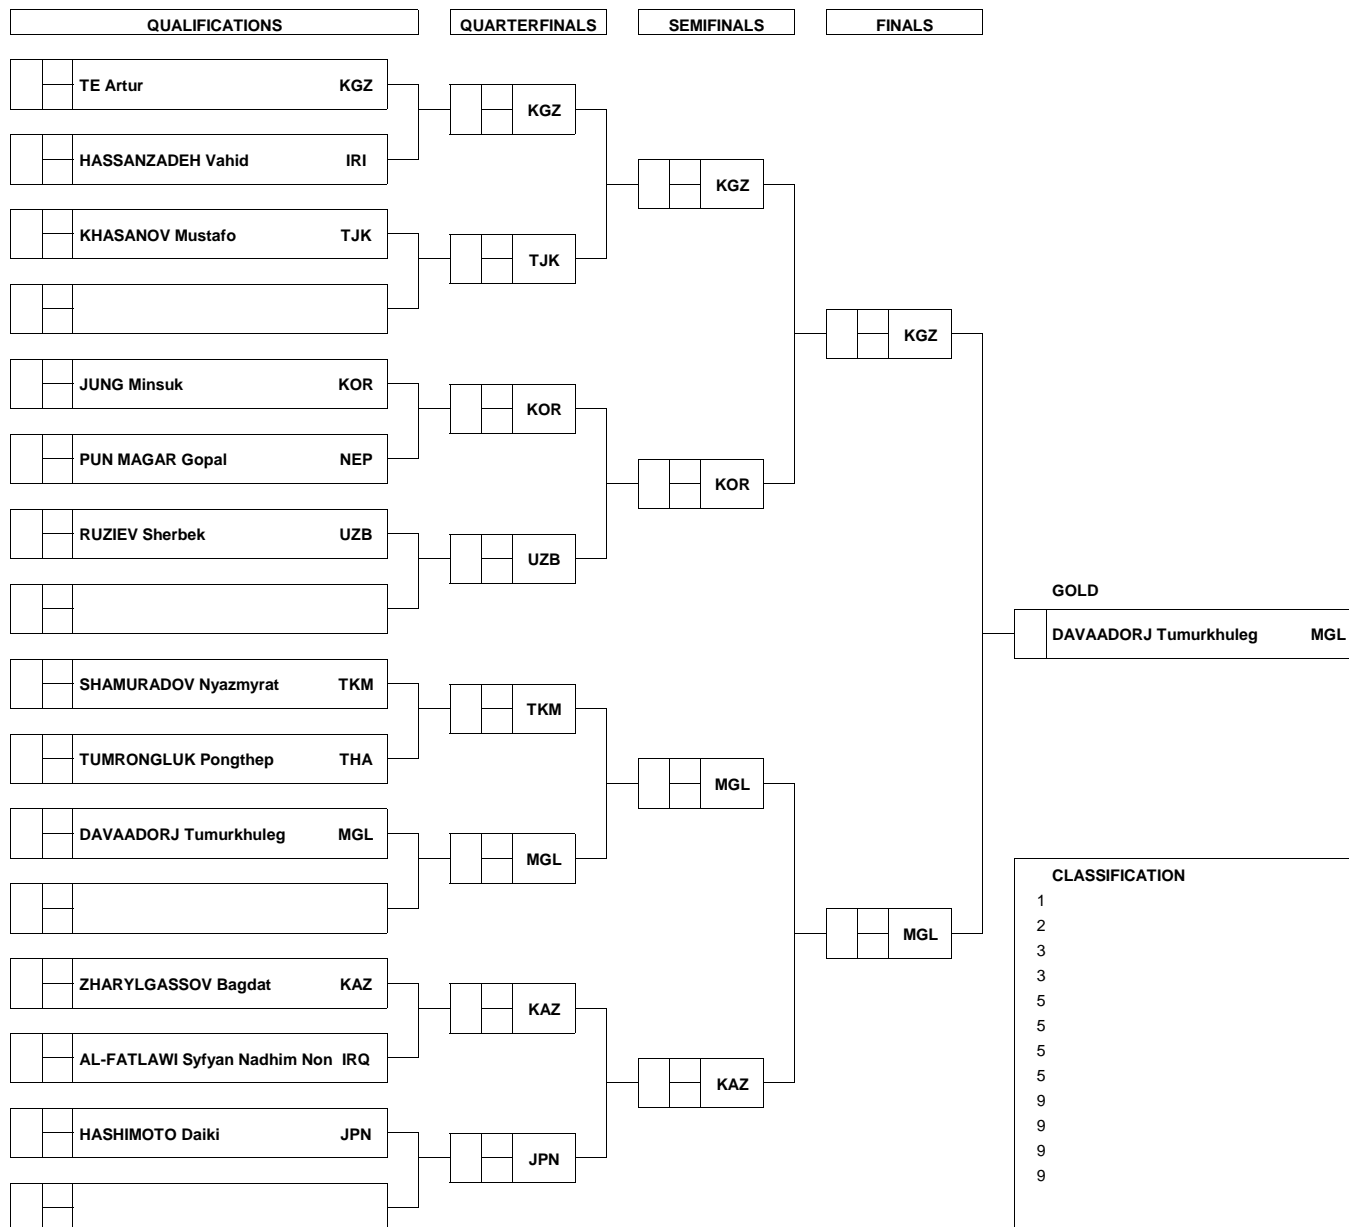 QUALIFICATIONS QUARTERFINALS SEMIFINALS FINALS
TE Artur KGZ
KGZ
HASSANZADEH Vahid IRI
KGZ
KHASANOV Mustafo TJK
TJK
KGZ
JUNG Minsuk KOR
KOR
PUN MAGAR Gopal NEP
KOR
RUZIEV Sherbek UZB
UZB
GOLD
DAVAADORJ Tumurkhuleg MGL
SHAMURADOV Nyazmyrat TKM
TKM
TUMRONGLUK Pongthep THA
MGL
DAVAADORJ Tumurkhuleg MGL
MGL
CLASSIFICATION
1
2
MGL
3
3
ZHARYLGASSOV Bagdat KAZ
5
KAZ
5
5
AL-FATLAWI Syfyan Nadhim Non IRQ
5
KAZ
9
9
HASHIMOTO Daiki JPN
9
JPN
9